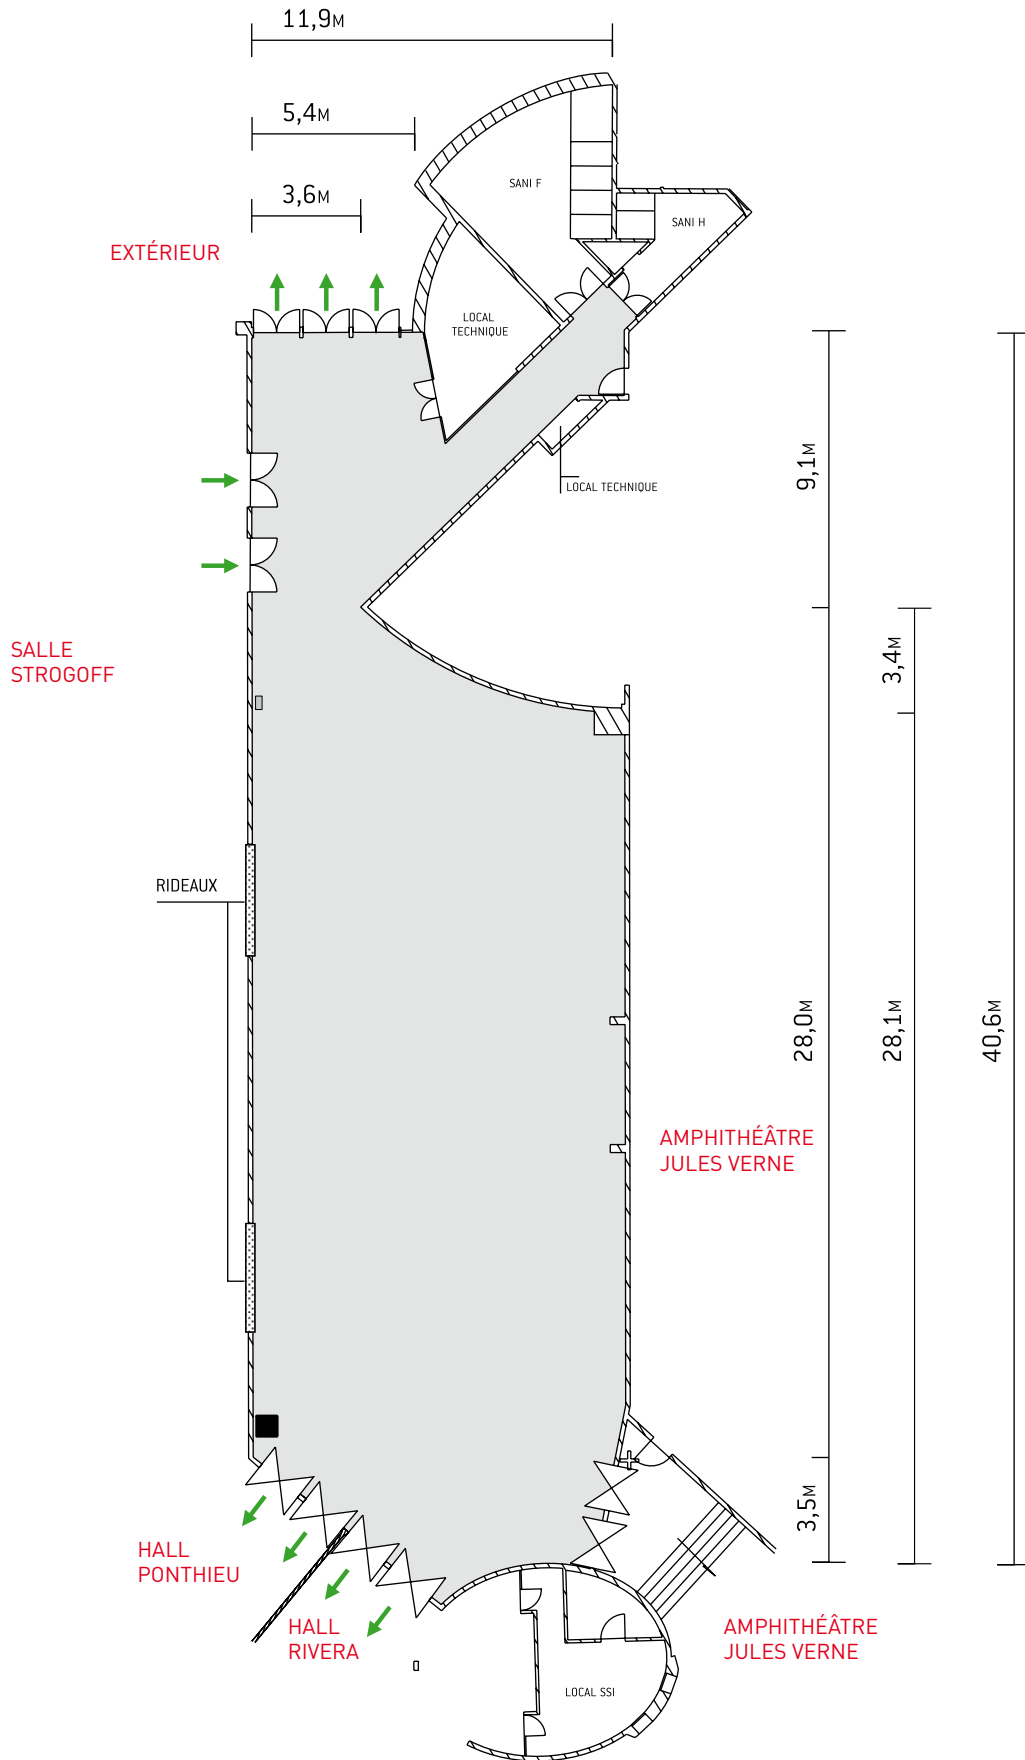 11,9M
5,4M
3,6M
SANI F
SANI H
EXTÉRIEUR
LOCAL
TECHNIQUE
9,1M
LOCAL TECHNIQUE
SALLE
STROGOFF
3,4M
RIDEAUX
28,0M
28,1M
40,6M
AMPHITHÉÂTRE
JULES VERNE
3,5M
HALL
PONTHIEU
HALL
RIVERA
AMPHITHÉÂTRE
JULES VERNE
LOCAL SSI